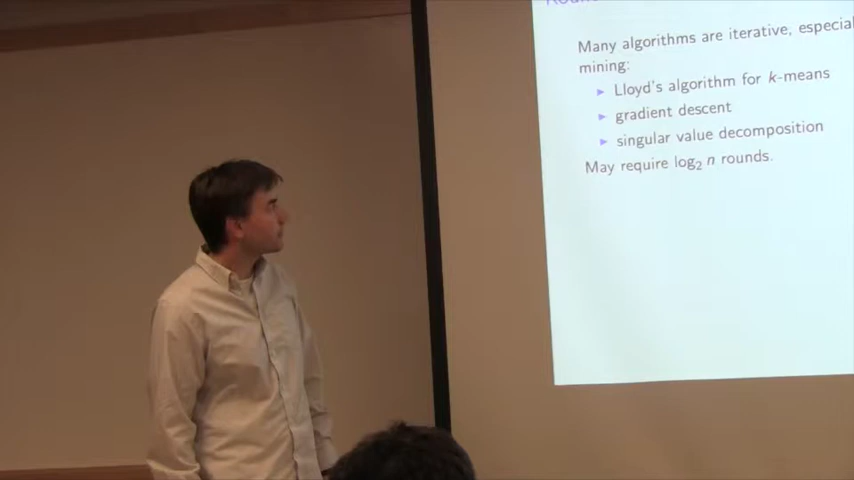 Many algorithms are iterative, especial
mining:
▶ Lloyd's algorithm for k-means
▶ gradient descent
▶ singular value decomposition
May require log₂ n rounds.